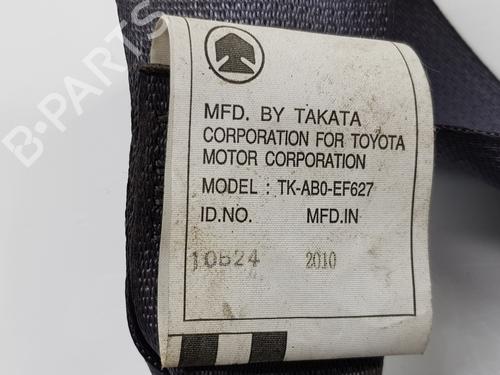 MFD. BY TAKATA
CORPORATION FOR TOYOTA
MOTOR CORPORATION
MODEL : TK-AB0-EF627
ID.NO. MFD.IN
10B24 2010
B-PARTS